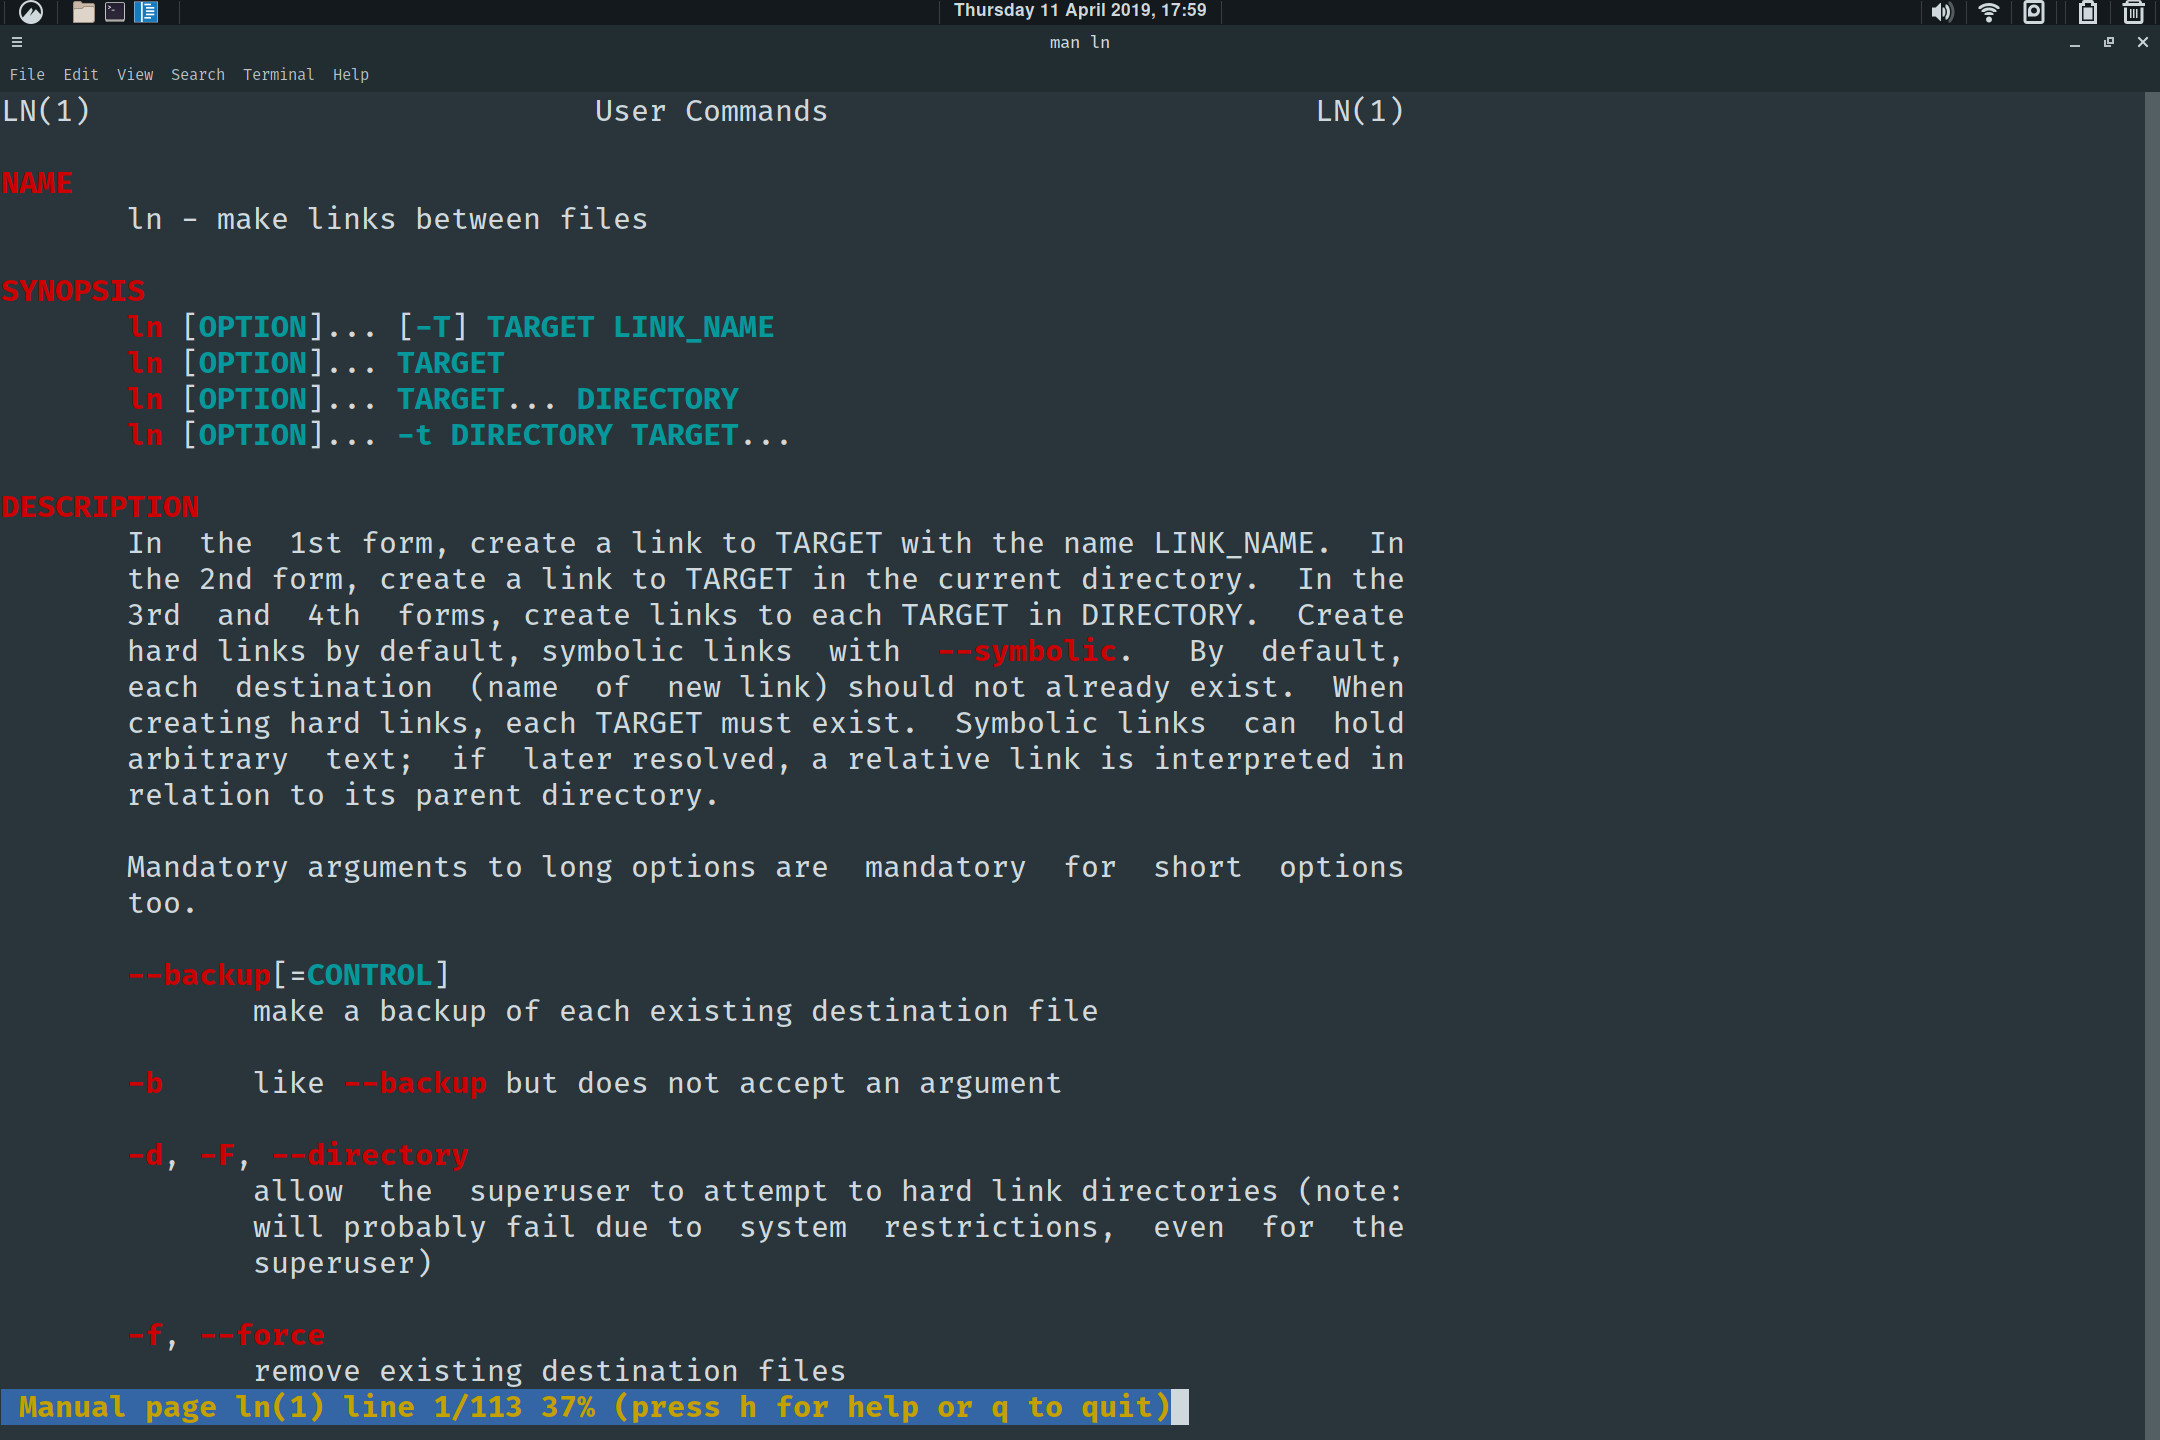 Thursday 11 April 2019, 17:59
man ln
File Edit View Search Terminal Help
LN(1) User Commands LN(1)
NAME
ln - make links between files
SYNOPSIS
ln [OPTION]... [-T] TARGET LINK_NAME
ln [OPTION]... TARGET
ln [OPTION]... TARGET... DIRECTORY
ln [OPTION]... -t DIRECTORY TARGET...
DESCRIPTION
In the 1st form, create a link to TARGET with the name LINK_NAME. In
the 2nd form, create a link to TARGET in the current directory. In the
3rd and 4th forms, create links to each TARGET in DIRECTORY. Create
hard links by default, symbolic links with --symbolic. By default,
each destination (name of new link) should not already exist. When
creating hard links, each TARGET must exist. Symbolic links can hold
arbitrary text; if later resolved, a relative link is interpreted in
relation to its parent directory.
Mandatory arguments to long options are mandatory for short options
too.
--backup[=CONTROL]
make a backup of each existing destination file
-b like --backup but does not accept an argument
-d, -F, --directory
allow the superuser to attempt to hard link directories (note:
will probably fail due to system restrictions, even for the
superuser)
-f, --force
remove existing destination files
Manual page ln(1) line 1/113 37% (press h for help or q to quit)